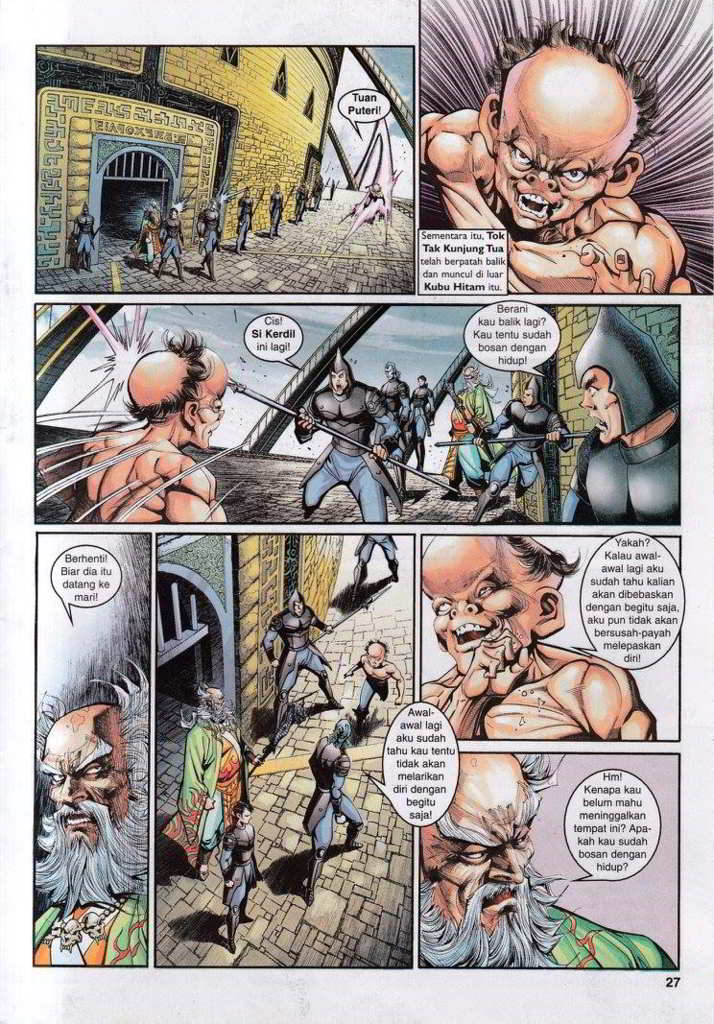 Tuan
Puteri!
Sementara itu, Tok
Tak Kunjung Tua
telah berpatah balik
dan muncul di luar
Kubu Hitam itu.
Cis!
Si Kerdil
ini lagi!
Berani
kau balik lagi?
Kau tentu sudah
bosan dengan
hidup!
Berhenti!
Biar dia itu
datang ke
mari!
Awal-
awal lagi aku sudah
tahu kau tentu
tidak akan
melarikan
diri dengan
begitu
saja!
Yakah?
Kalau awal-
awal lagi aku
sudah tahu kalian
akan dibebaskan
dengan begitu saja,
aku pun tidak akan
bersusah-payah
melepaskan
diri!
Hm!
Kenapa kau
belum mahu
meninggalkan
tempat ini? Apa-
kah kau sudah
bosan dengan
hidup?
27